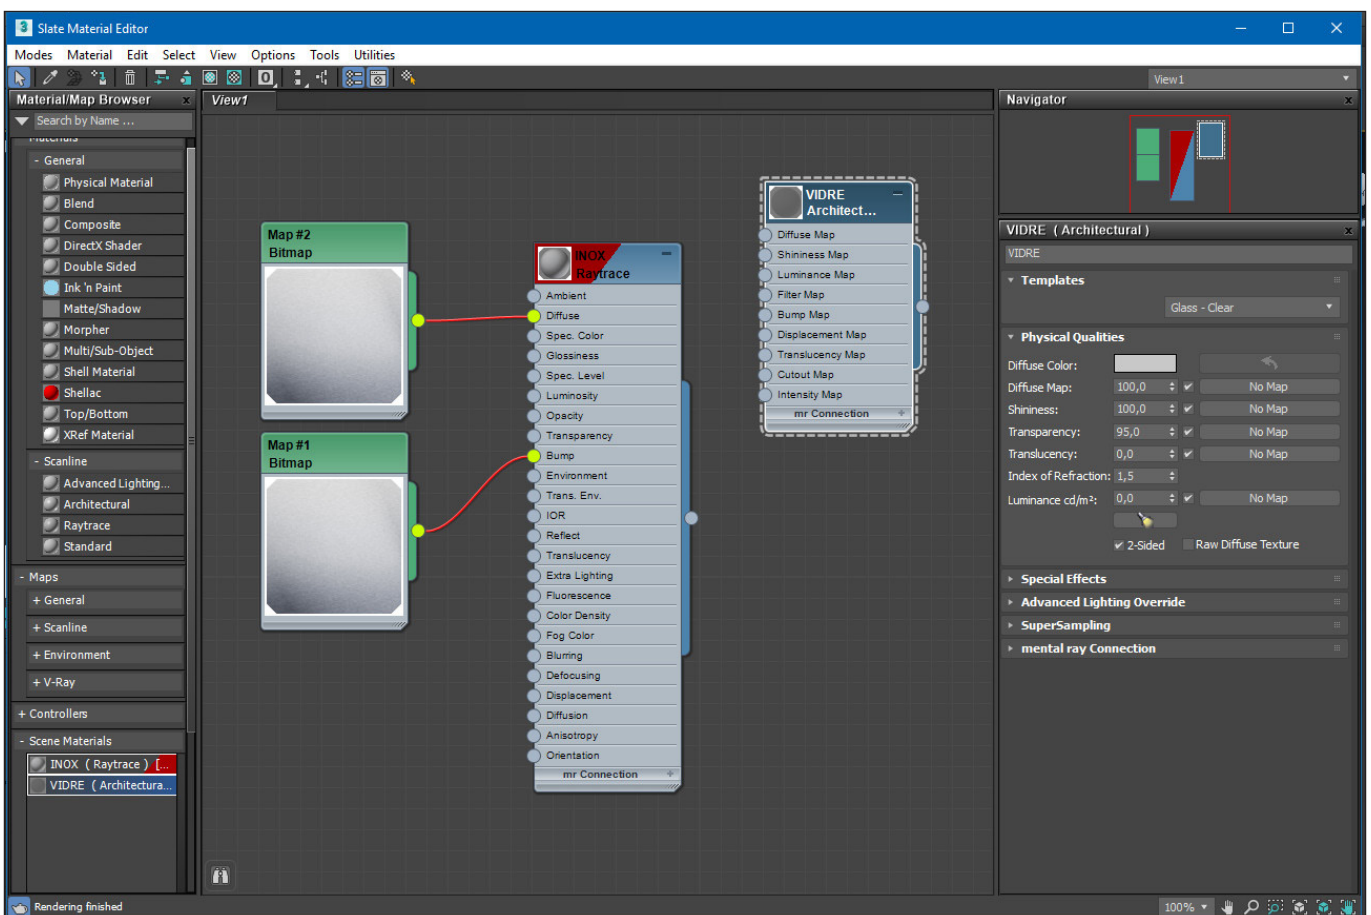 Slate Material Editor
Modes Material Edit Select View Options Tools Utilities
View1
Material/Map Browser x
Search by Name ...
Materials
- General
Physical Material
Blend
Composite
DirectX Shader
Double Sided
Ink 'n Paint
Matte/Shadow
Morpher
Multi/Sub-Object
Shell Material
Shellac
Top/Bottom
XRef Material
- Scanline
Advanced Lighting...
Architectural
Raytrace
Standard
- Maps
+ General
+ Scanline
+ Environment
+ V-Ray
+ Controllers
- Scene Materials
INOX ( Raytrace ) [...
VIDRE ( Architectura...
View1
Map #2
Bitmap
Map #1
Bitmap
INOX
Raytrace
Ambient
Diffuse
Spec. Color
Glossiness
Spec. Level
Luminosity
Opacity
Transparency
Bump
Environment
Trans. Env.
IOR
Reflect
Translucency
Extra Lighting
Fluorescence
Color Density
Fog Color
Blurring
Defocusing
Displacement
Diffusion
Anisotropy
Orientation
mr Connection +
VIDRE
Architect...
Diffuse Map
Shininess Map
Luminance Map
Filter Map
Bump Map
Displacement Map
Translucency Map
Cutout Map
Intensity Map
mr Connection +
Navigator x
VIDRE ( Architectural ) x
VIDRE
Templates
Glass - Clear
Physical Qualities
Diffuse Color:
Diffuse Map: 100,0 No Map
Shininess: 100,0 No Map
Transparency: 95,0 No Map
Translucency: 0,0 No Map
Index of Refraction: 1,5
Luminance cd/m²: 0,0 No Map
2-Sided Raw Diffuse Texture
Special Effects
Advanced Lighting Override
SuperSampling
mental ray Connection
Rendering finished
100%